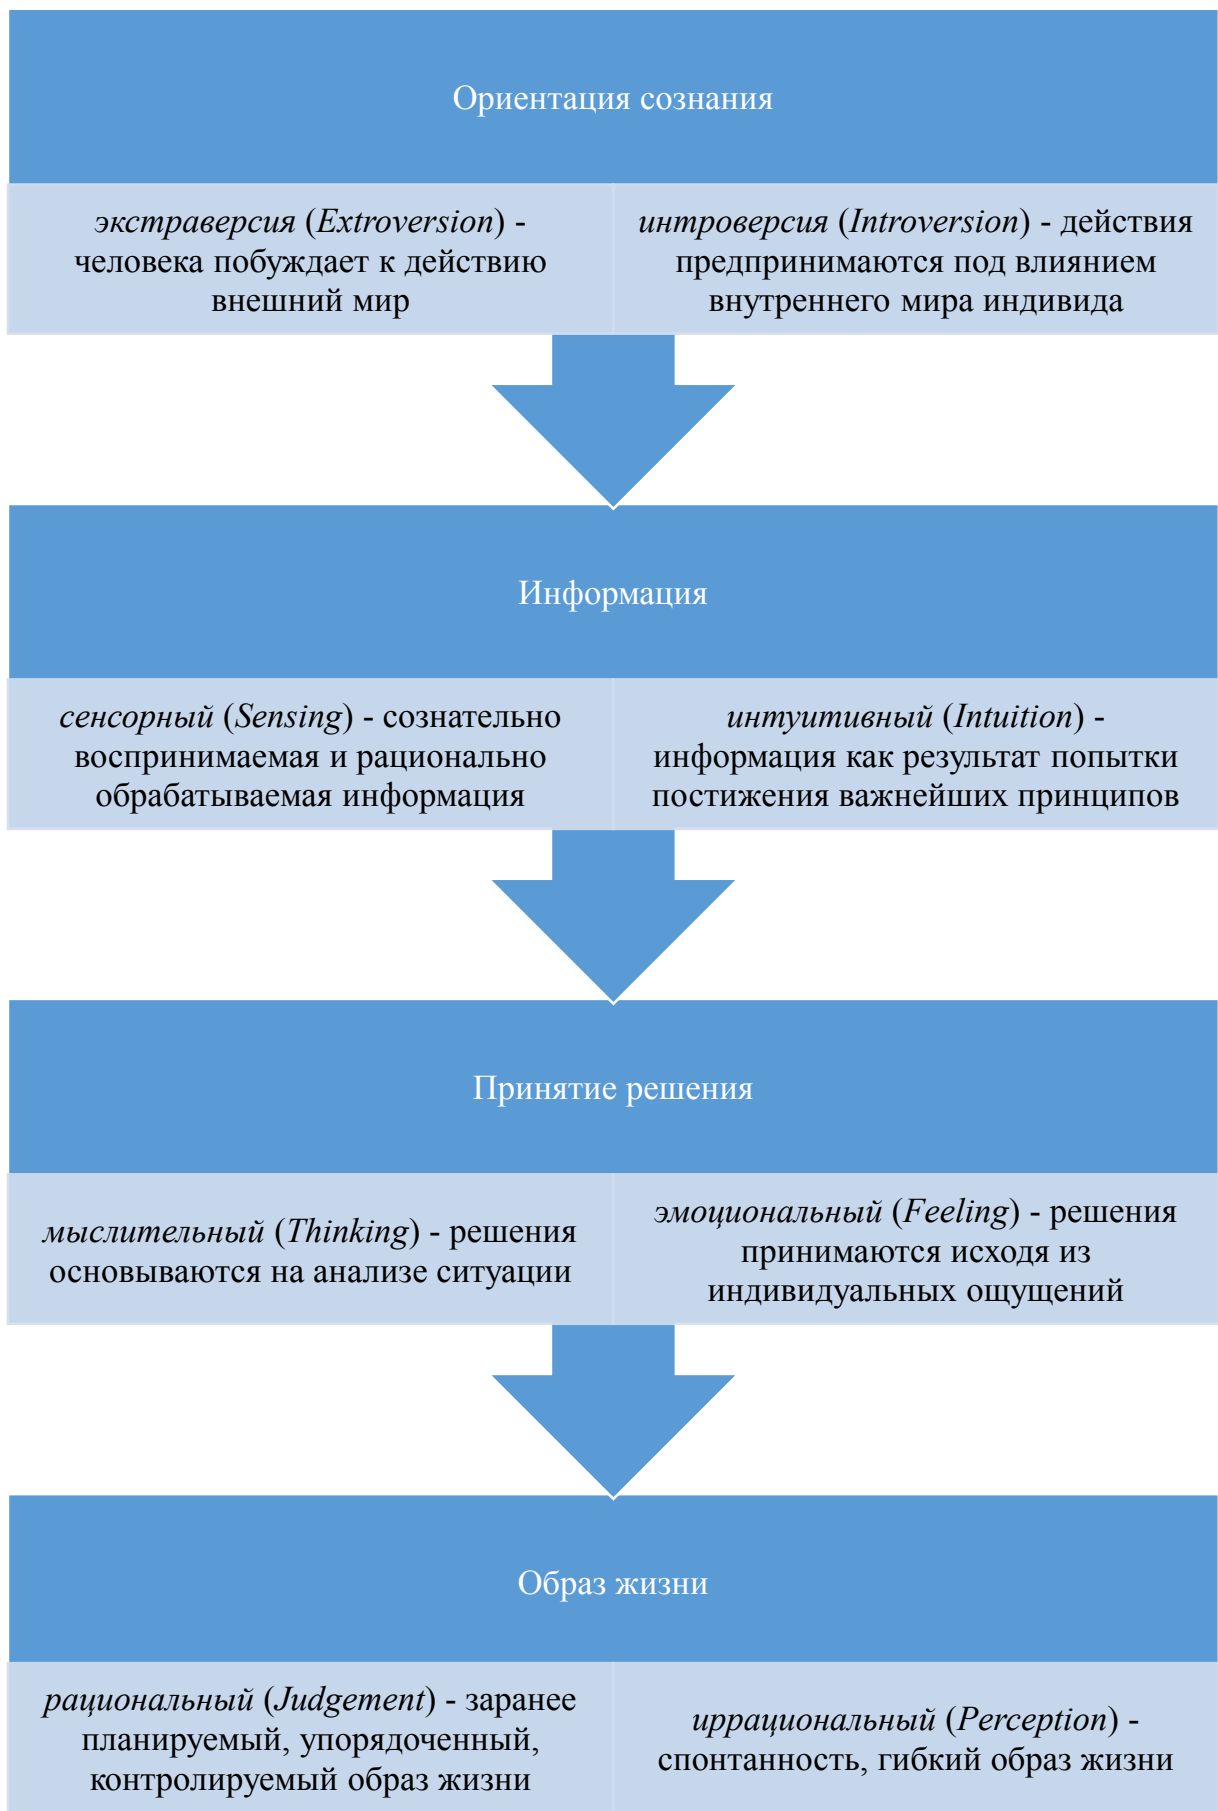 Ориентация сознания
экстраверсия (Extroversion) -
человека побуждает к действию
внешний мир
интроверсия (Introversion) - действия
предпринимаются под влиянием
внутреннего мира индивида
Информация
сенсорный (Sensing) - сознательно
воспринимаемая и рационально
обрабатываемая информация
интуитивный (Intuition) -
информация как результат попытки
постижения важнейших принципов
Принятие решения
мыслительный (Thinking) - решения
основываются на анализе ситуации
эмоциональный (Feeling) - решения
принимаются исходя из
индивидуальных ощущений
Образ жизни
рациональный (Judgement) - заранее
планируемый, упорядоченный,
контролируемый образ жизни
иррациональный (Perception) -
спонтанность, гибкий образ жизни